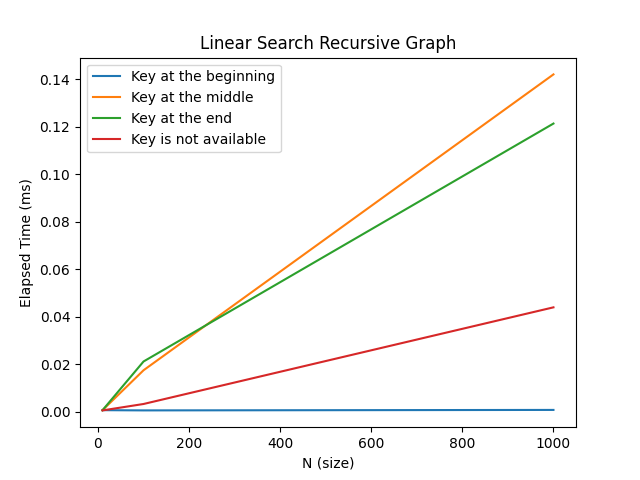 Linear Search Recursive Graph
Key at the beginning
Key at the middle
Key at the end
Key is not available
Elapsed Time (ms)
0.14
0.12
0.10
0.08
0.06
0.04
0.02
0.00
0 200 400 600 800 1000
N (size)